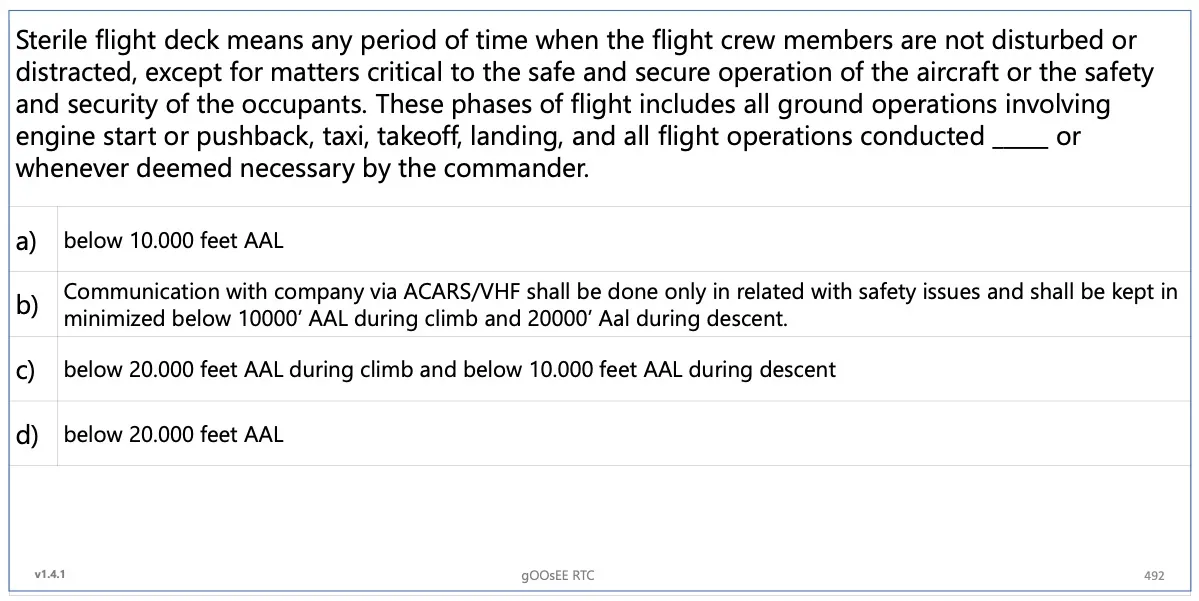 Sterile flight deck means any period of time when the flight crew members are not disturbed or
distracted, except for matters critical to the safe and secure operation of the aircraft or the safety
and security of the occupants. These phases of flight includes all ground operations involving
engine start or pushback, taxi, takeoff, landing, and all flight operations conducted _____ or
whenever deemed necessary by the commander.
a) below 10.000 feet AAL
b) Communication with company via ACARS/VHF shall be done only in related with safety issues and shall be kept in
minimized below 10000’ AAL during climb and 20000’ Aal during descent.
c) below 20.000 feet AAL during climb and below 10.000 feet AAL during descent
d) below 20.000 feet AAL
v1.4.1 gOOsEE RTC 492